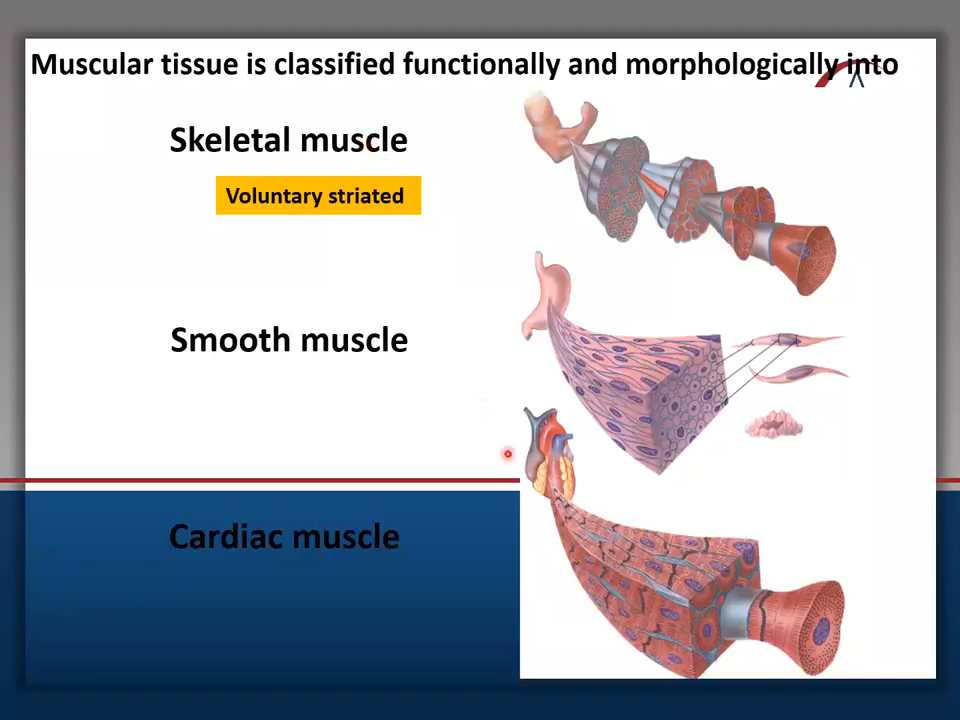 Muscular tissue is classified functionally and morphologically into
Skeletal muscle
Voluntary striated
Smooth muscle
Cardiac muscle